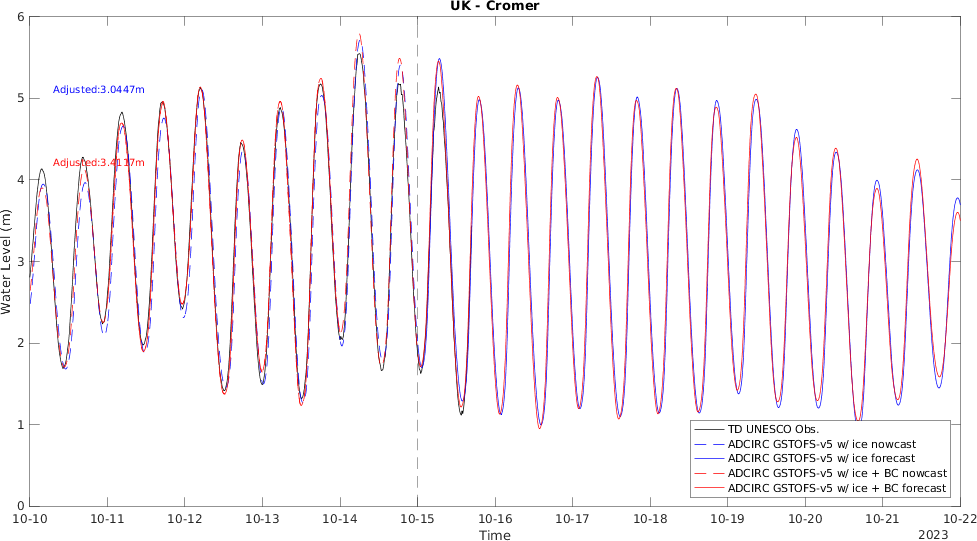 UK - Cromer
6
5
4
3
2
1
0
Water Level (m)
Adjusted:3.0447m
Adjusted:3.4117m
TD UNESCO Obs.
ADCIRC GSTOFS-v5 w/ ice nowcast
ADCIRC GSTOFS-v5 w/ ice forecast
ADCIRC GSTOFS-v5 w/ ice + BC nowcast
ADCIRC GSTOFS-v5 w/ ice + BC forecast
10-10 10-11 10-12 10-13 10-14 10-15 10-16 10-17 10-18 10-19 10-20 10-21 10-22
Time
2023